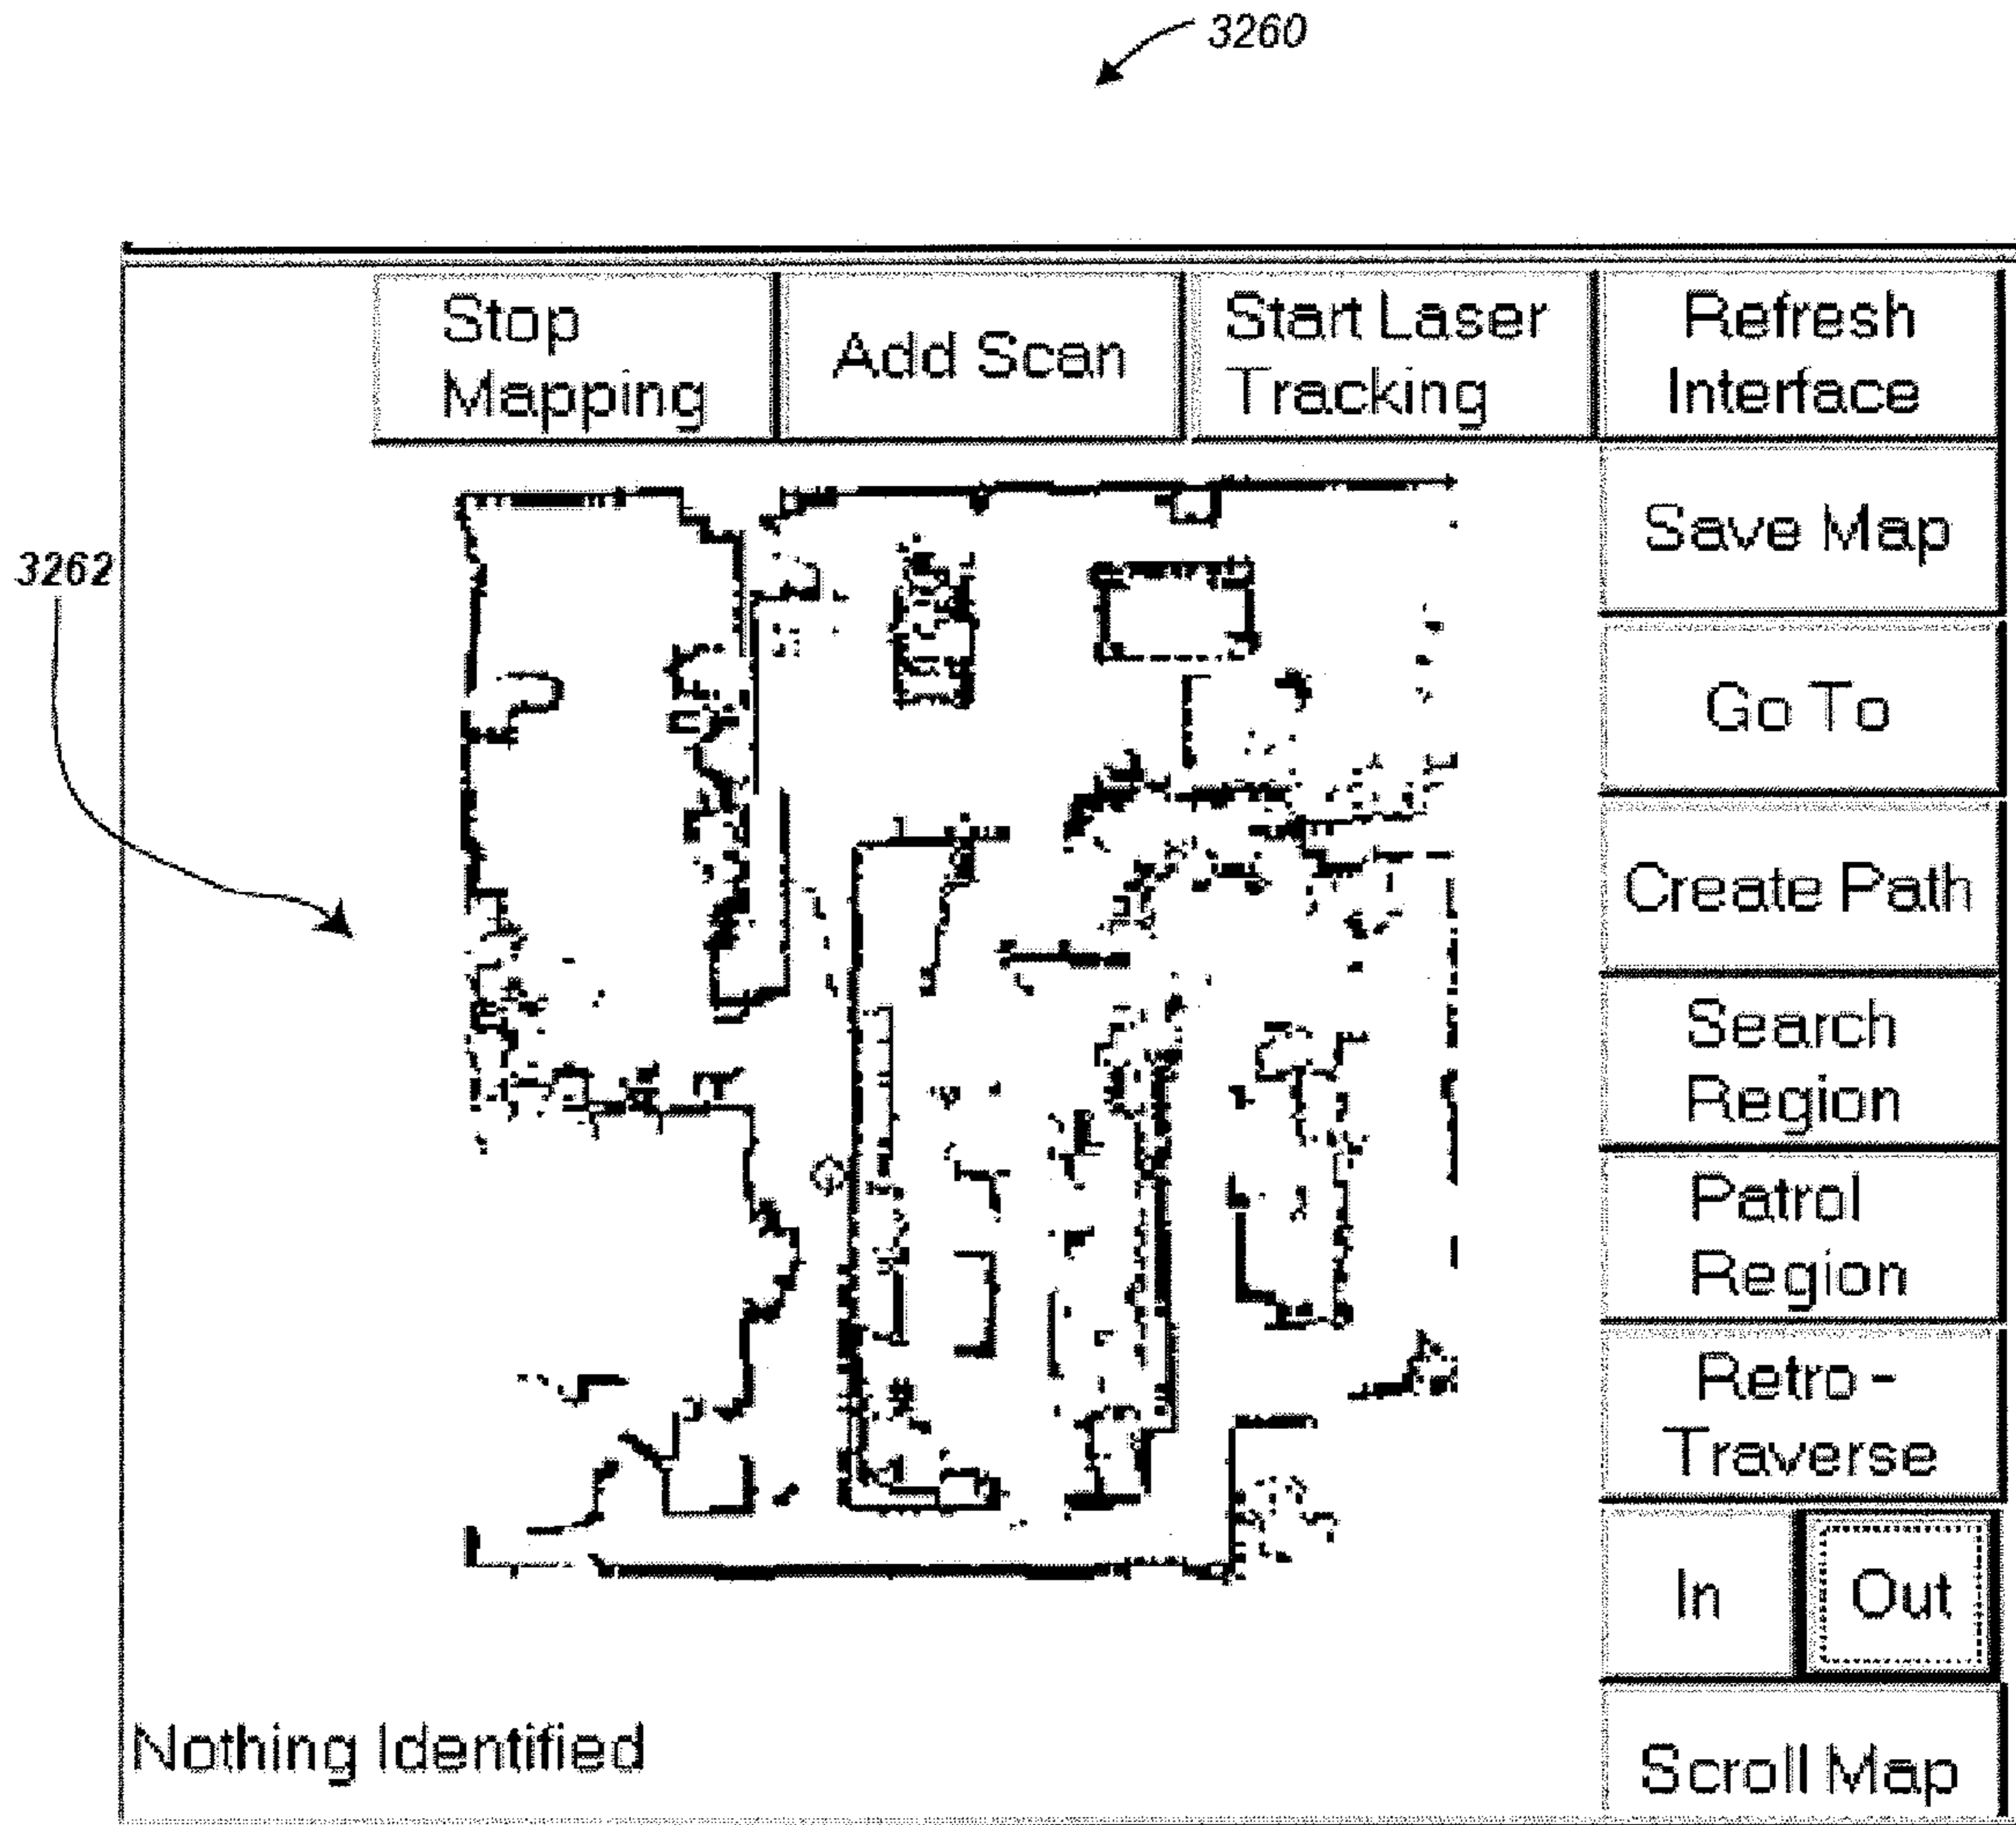 3260
Stop
Mapping
Add Scan
Start Laser
Tracking
Refresh
Interface
Save Map
3262
Go To
Create Path
Search
Region
Patrol
Region
Retro-
Traverse
In
Out
Nothing Identified
Scroll Map